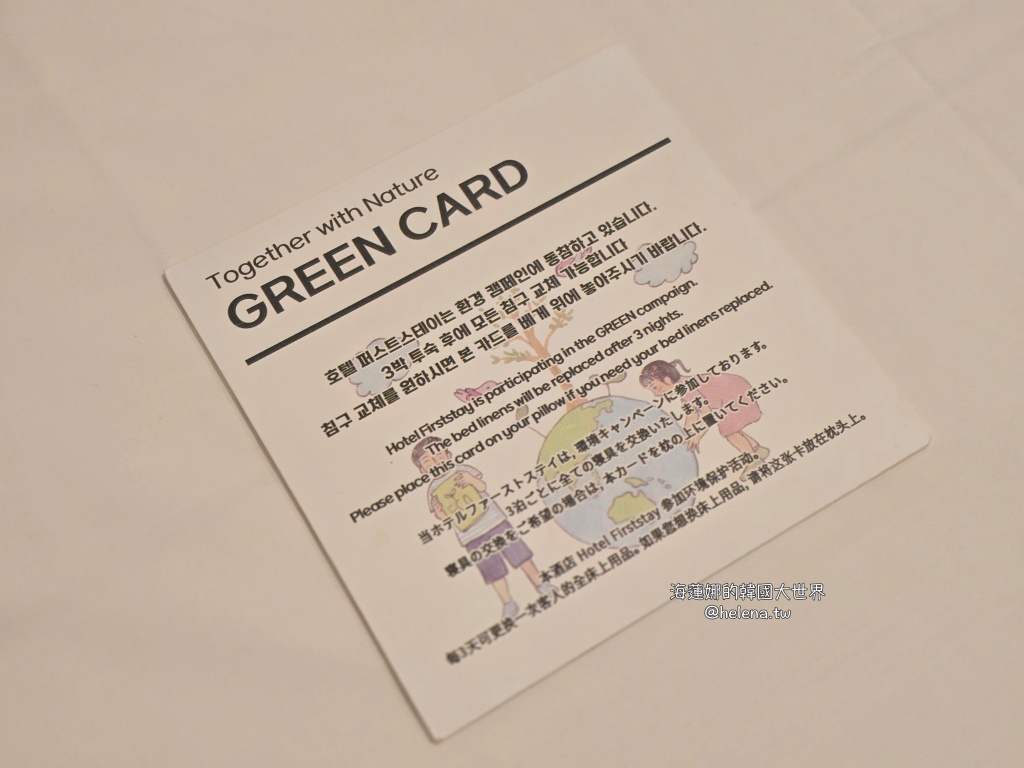 Together with Nature
GREEN CARD
호텔 퍼스트스테이는 환경 캠페인에 동참하고 있습니다.
3박 투숙 후에 모든 침구 교체 가능합니다
침구 교체를 원하시면 본 카드를 베게 위에 놓아주시기 바랍니다.
Hotel Firststay is participating in the GREEN campaign.
The bed linens will be replaced after 3 nights.
Please place this card on your pillow if you need your bed linens replaced.
当ホテルファーストステイは、環境キャンペーンに参加しております。
3泊ごとに全ての寝具を交換いたします。
寝具の交換をご希望の場合は、本カードを枕の上に置いてください。
本酒店 Hotel Firststay 参加环境保护活动。
每3天可更换一次客人的全床上用品。如果您想换床上用品, 请将这张卡放在枕头上。
海蓮娜的韓國大世界
@helena.tw